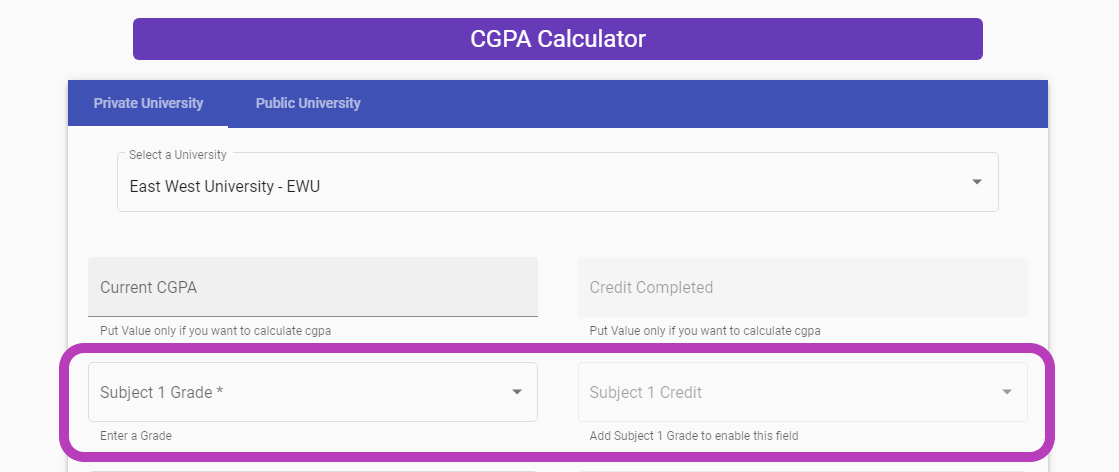 CGPA Calculator
Private University Public University
Select a University
East West University - EWU
Current CGPA Credit Completed
Put Value only if you want to calculate cgpa Put Value only if you want to calculate cgpa
Subject 1 Grade * Subject 1 Credit
Enter a Grade Add Subject 1 Grade to enable this field